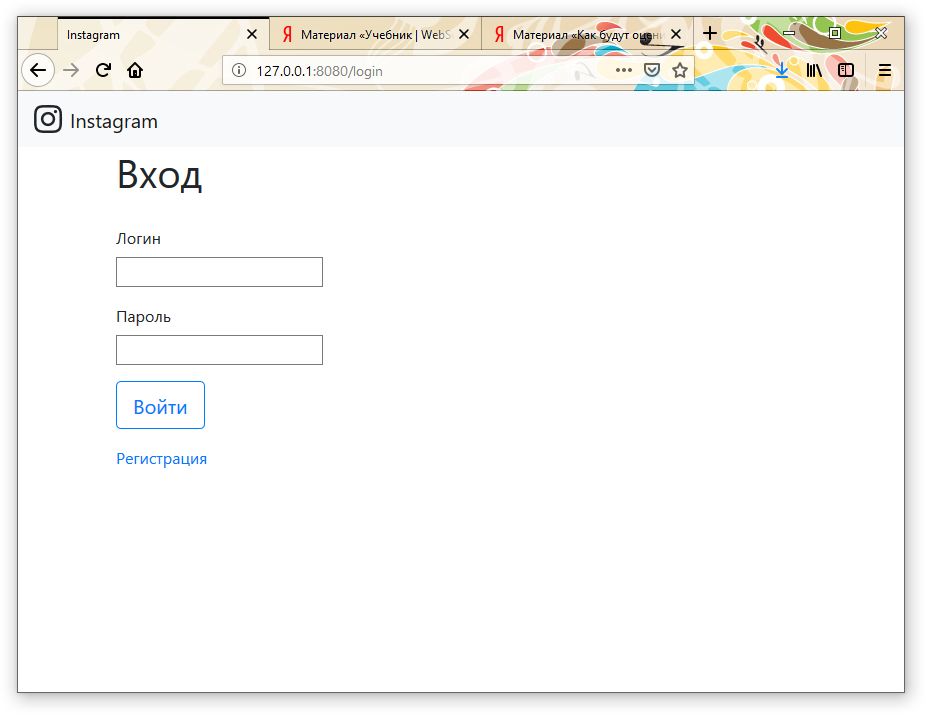 Instagram
Материал «Учебник | WebS
Материал «Как будут оцени
127.0.0.1:8080/login
Instagram
Вход
Логин
Пароль
Войти
Регистрация